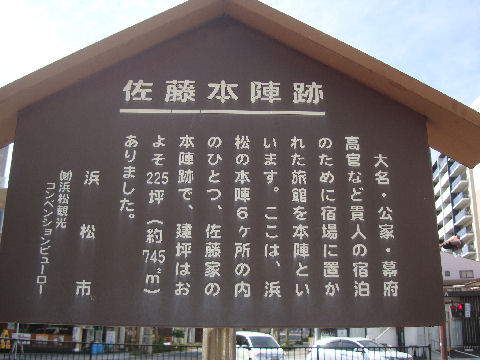 佐藤本陣跡
大名・公家・幕府
高官など貴人の宿泊
のために宿場に置か
れた旅館を本陣とい
います。ここは、浜
松の本陣6ヶ所の内
のひとつ、佐藤家の
本陣跡で、建坪はお
よそ225坪(約745㎡)
ありました。
浜松市
㈶浜松観光
コンベンションビューロー